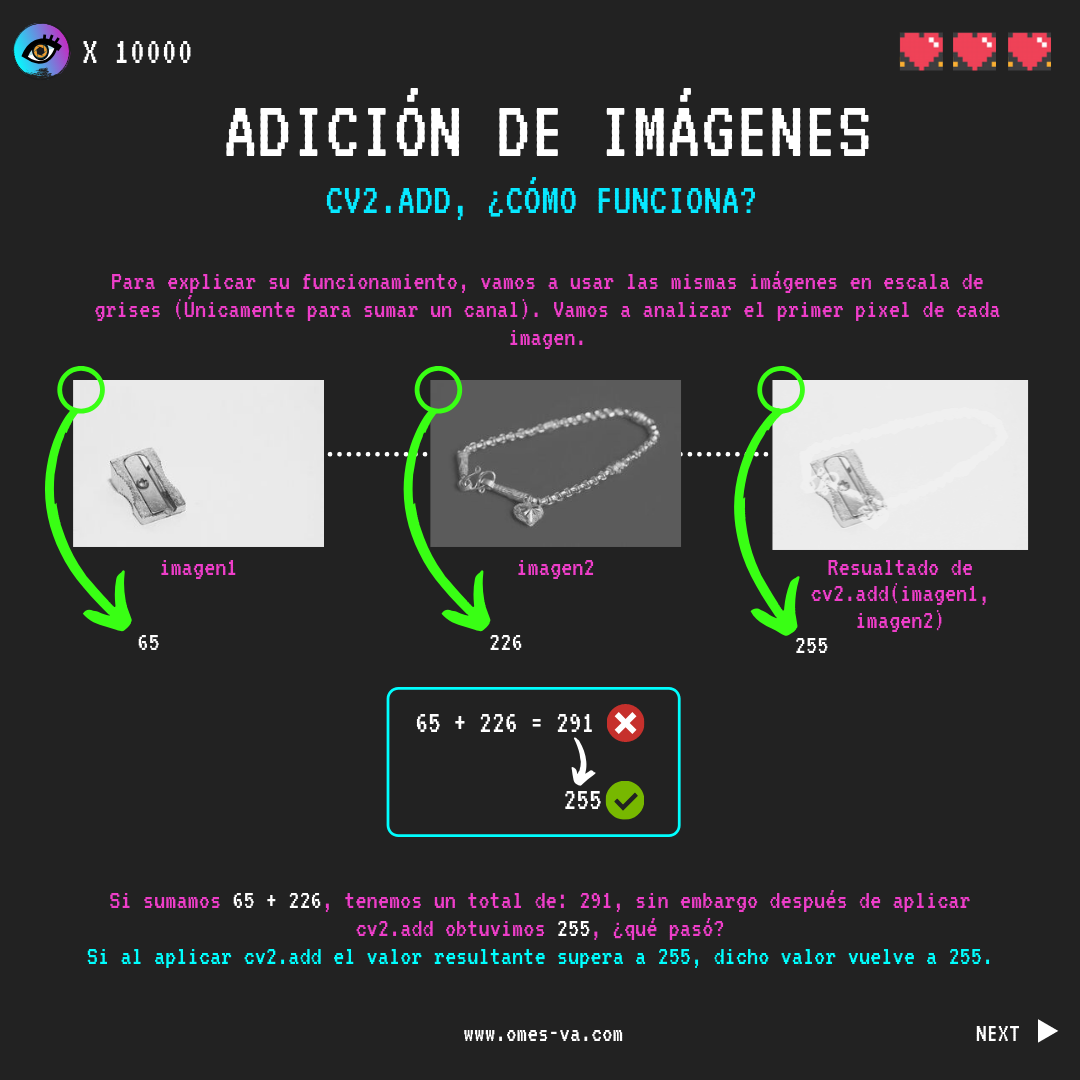 X 10000
ADICIÓN DE IMÁGENES
CV2.ADD, ¿CÓMO FUNCIONA?
Para explicar su funcionamiento, vamos a usar las mismas imágenes en escala de
grises (Únicamente para sumar un canal). Vamos a analizar el primer pixel de cada
imagen.
imagen1
imagen2
Resualtado de
cv2.add(imagen1,
imagen2)
65
226
255
65 + 226 = 291
255
Si sumamos 65 + 226, tenemos un total de: 291, sin embargo después de aplicar
cv2.add obtuvimos 255, ¿qué pasó?
Si al aplicar cv2.add el valor resultante supera a 255, dicho valor vuelve a 255.
www.omes-va.com
NEXT